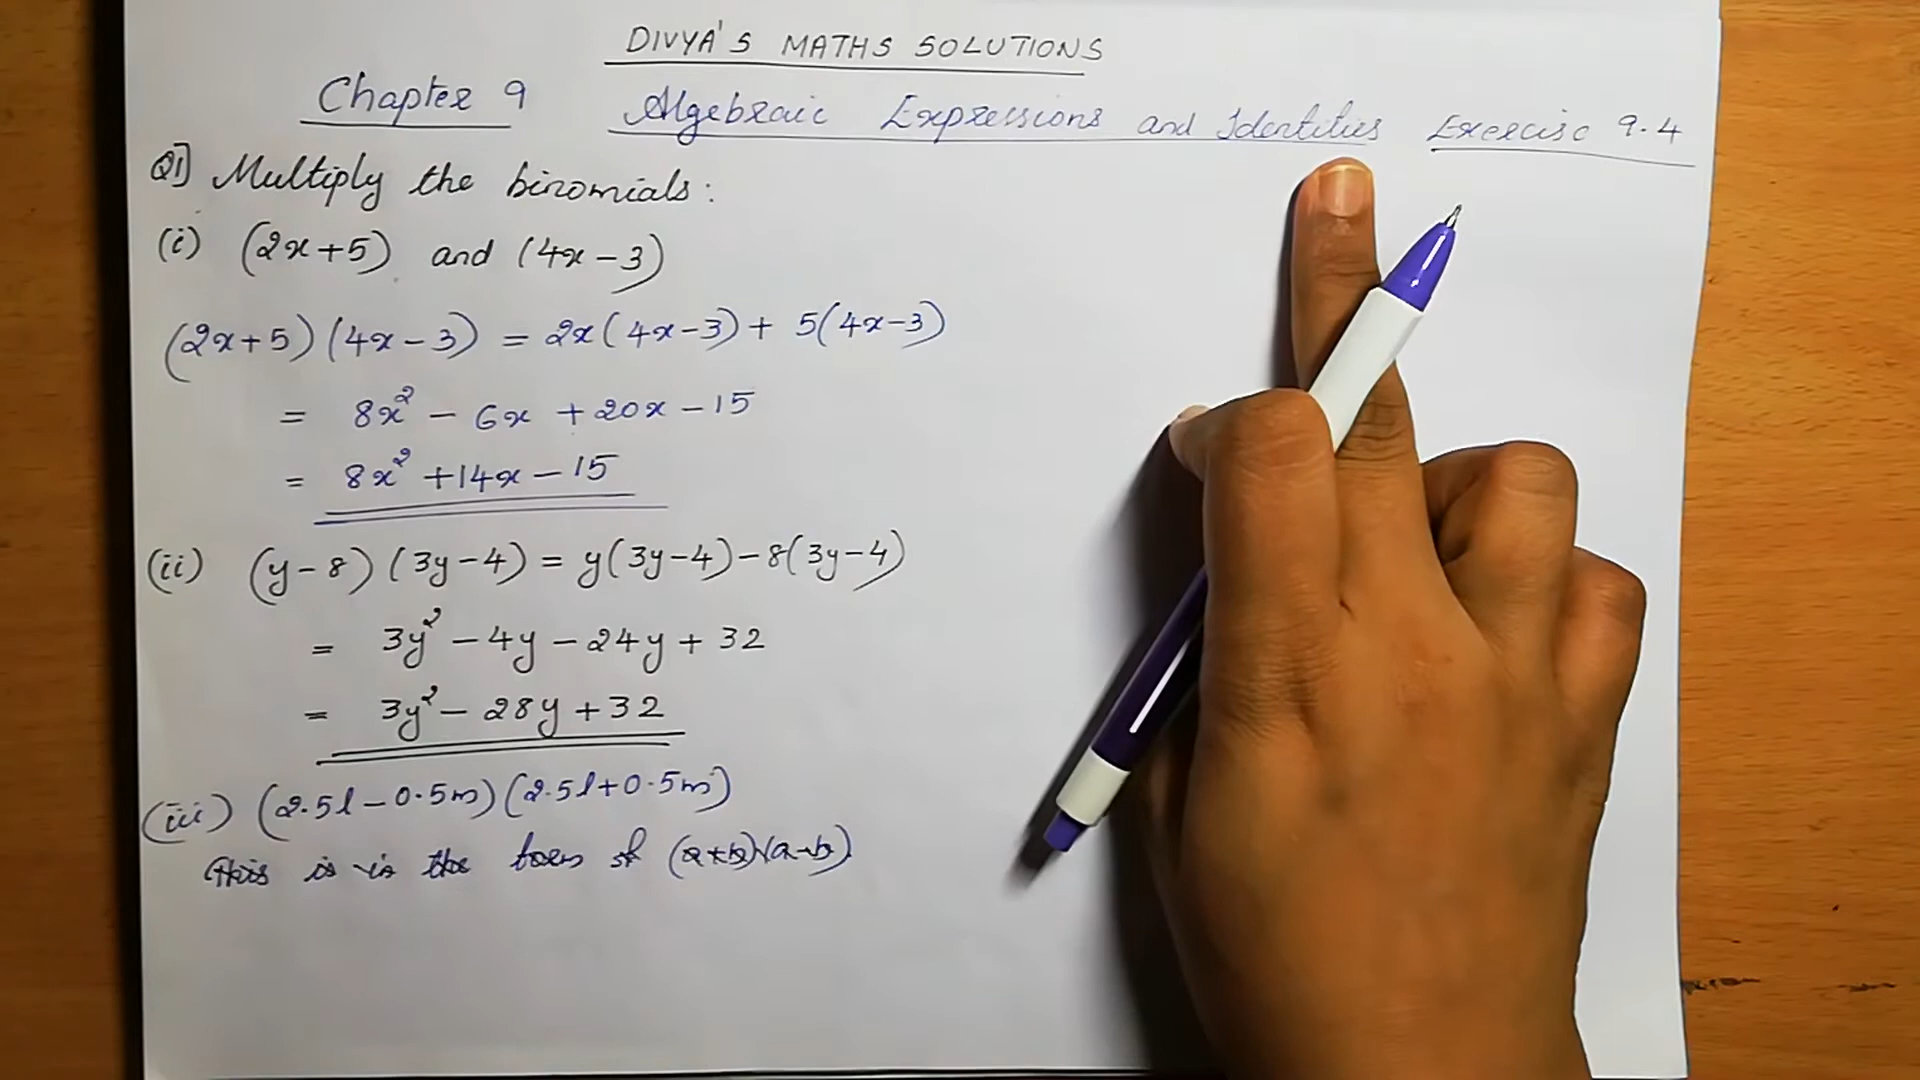 DIVYA'S MATHS SOLUTIONS
Chapter 9 Algebraic Expressions and Identities Exercise 9.4
Q1] Multiply the binomials:
(i) (2x+5) and (4x-3)
(2x+5)(4x-3) = 2x(4x-3) + 5(4x-3)
= 8x² - 6x + 20x - 15
= 8x² + 14x - 15
(ii) (y-8)(3y-4) = y(3y-4) - 8(3y-4)
= 3y² - 4y - 24y + 32
= 3y² - 28y + 32
(iii) (2.5l - 0.5m)(2.5l + 0.5m)
This is in the form of (a+b)(a-b)